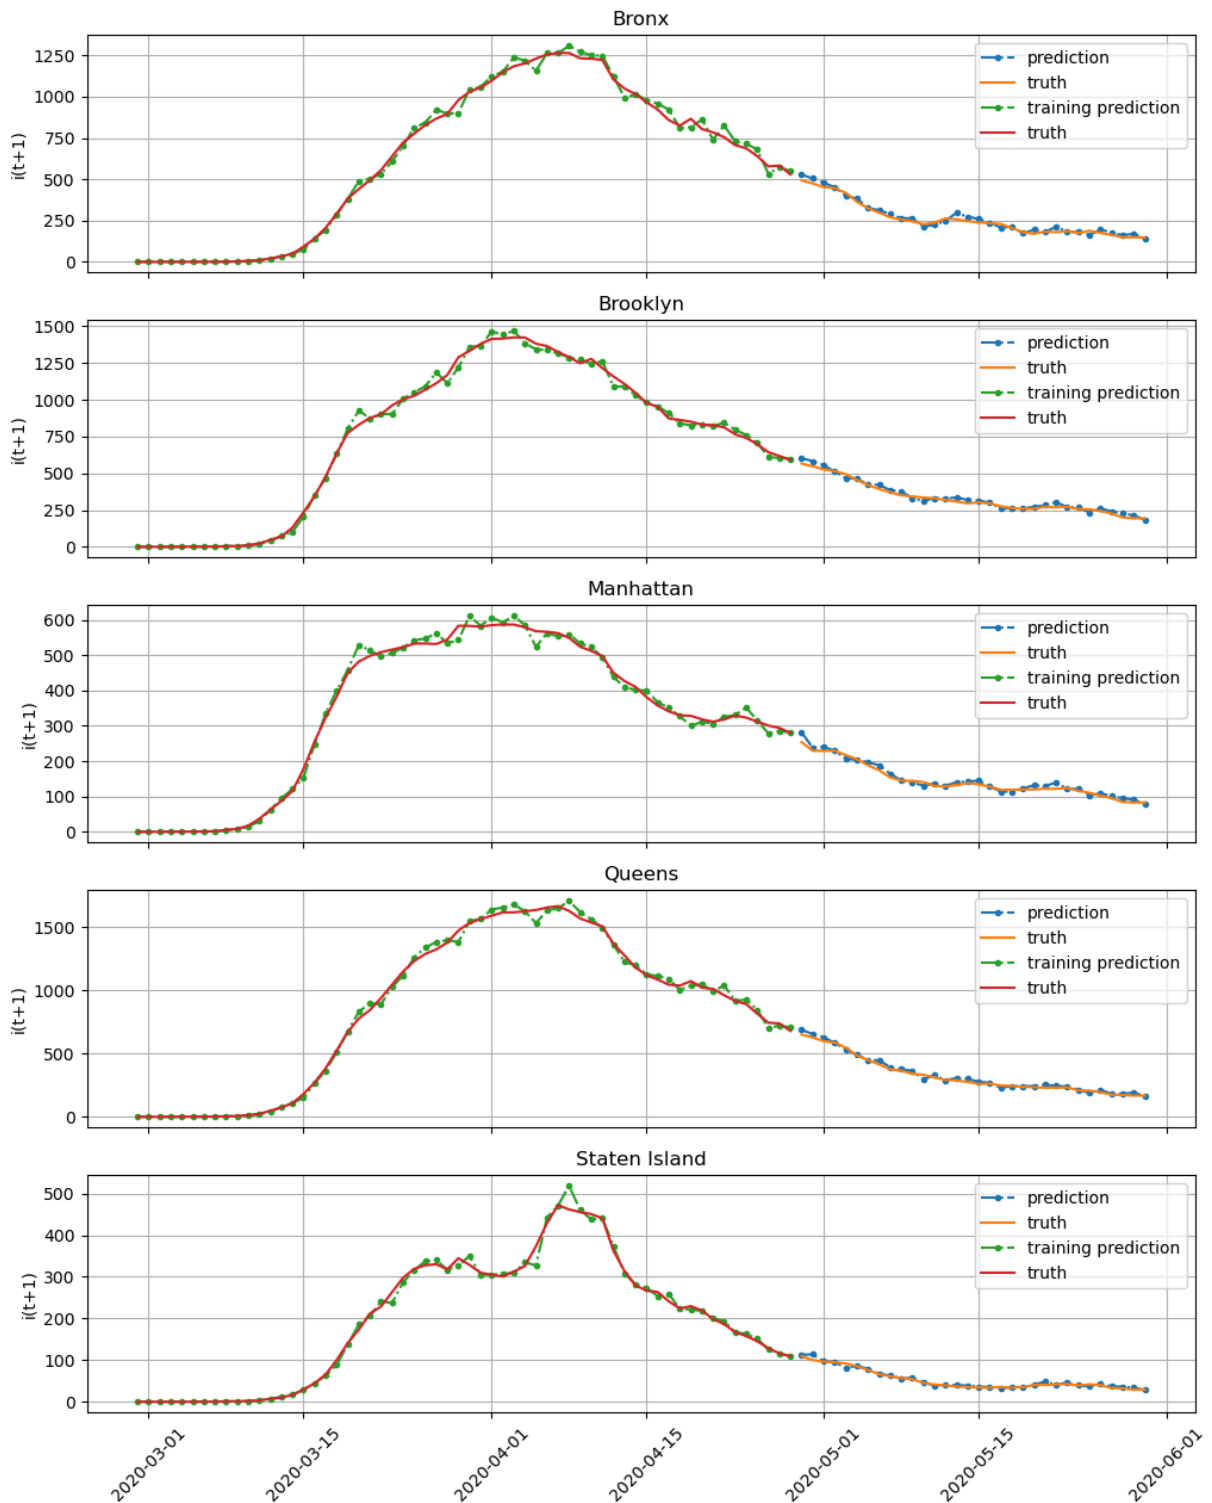 Bronx
1250
1000
750
500
250
0
i(t+1)
prediction
truth
training prediction
truth
Brooklyn
1500
1250
1000
750
500
250
0
i(t+1)
prediction
truth
training prediction
truth
Manhattan
600
500
400
300
200
100
0
i(t+1)
prediction
truth
training prediction
truth
Queens
1500
1000
500
0
i(t+1)
prediction
truth
training prediction
truth
Staten Island
500
400
300
200
100
0
i(t+1)
prediction
truth
training prediction
truth
2020-03-01
2020-03-15
2020-04-01
2020-04-15
2020-05-01
2020-05-15
2020-06-01